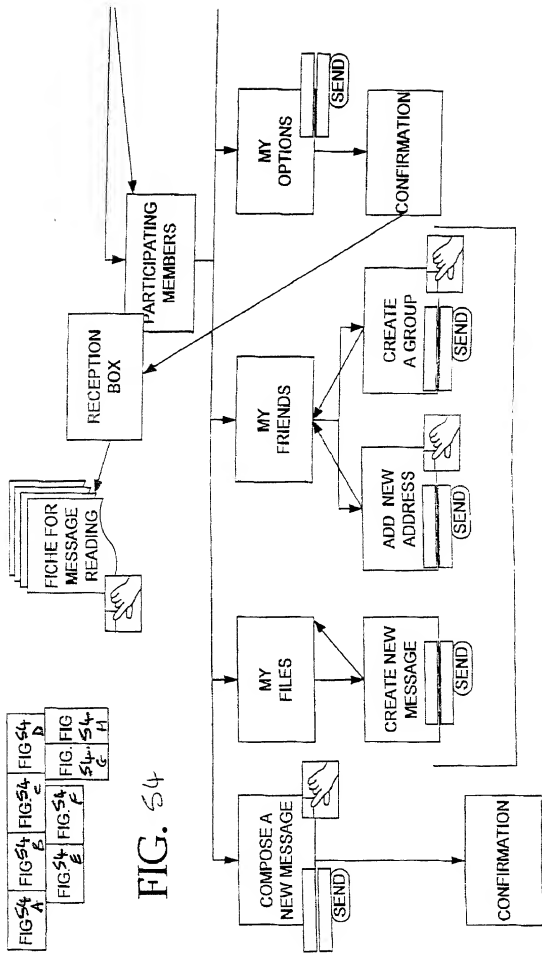 FIG 54
A
FIG 54
B
FIG. 54
C
FIG 54
D
FIG. 54
E
FIG. 54
F
FIG.
54
G
FIG
54
H
FIG. 54
FICHE FOR
MESSAGE
READING
RECEPTION
BOX
PARTICIPATING
MEMBERS
COMPOSE A
NEW MESSAGE
SEND
MY
FILES
MY
FRIENDS
MY
OPTIONS
SEND
CONFIRMATION
CREATE NEW
MESSAGE
SEND
ADD NEW
ADDRESS
SEND
CREATE
A GROUP
SEND
CONFIRMATION